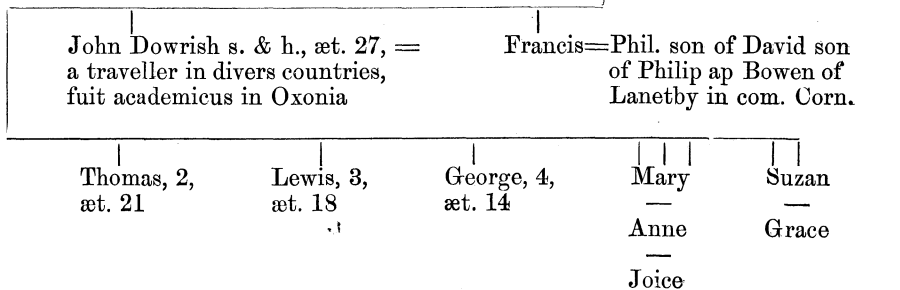 John Dowrish s. & h., æt. 27, =
a traveller in divers countries,
fuit academicus in Oxonia
Francis=Phil. son of David son
of Philip ap Bowen of
Lanetby in com. Corn.
Thomas, 2,
æt. 21
Lewis, 3,
æt. 18
George, 4,
æt. 14
Mary
—
Anne
—
Joice
Suzan
—
Grace